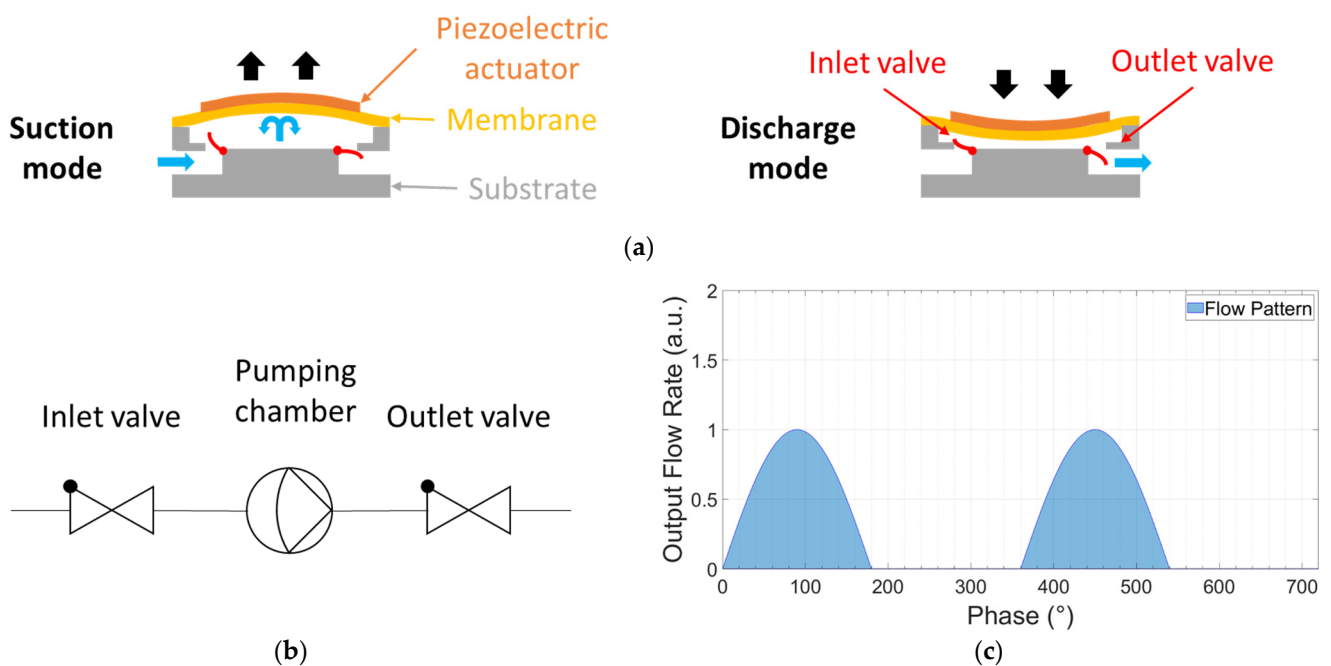 Piezoelectric
actuator
Suction
mode
Membrane
Substrate
Inlet valve
Outlet valve
Discharge
mode
(a)
Pumping
chamber
Inlet valve
Outlet valve
(b)
Flow Pattern
Output Flow Rate (a.u.)
2
1.5
1
0.5
0
0 100 200 300 400 500 600 700
Phase (°)
(c)